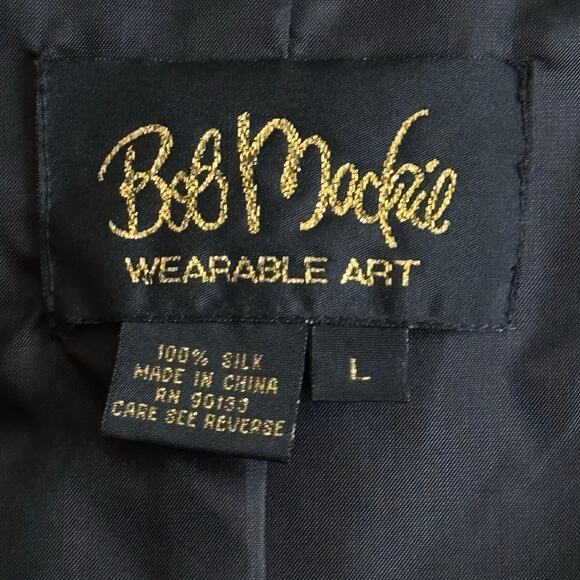 Bob Mackie
WEARABLE ART
100% SILK
MADE IN CHINA
RN 90133
CARE SEE REVERSE
L